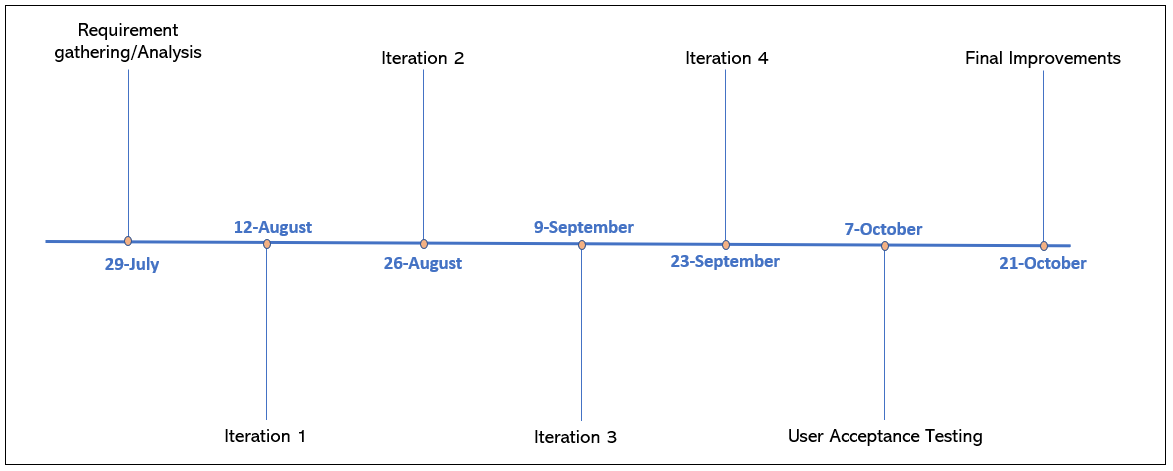 Requirement
gathering/Analysis
Iteration 2
Iteration 4
Final Improvements
12-August
9-September
7-October
29-July
26-August
23-September
21-October
Iteration 1
Iteration 3
User Acceptance Testing